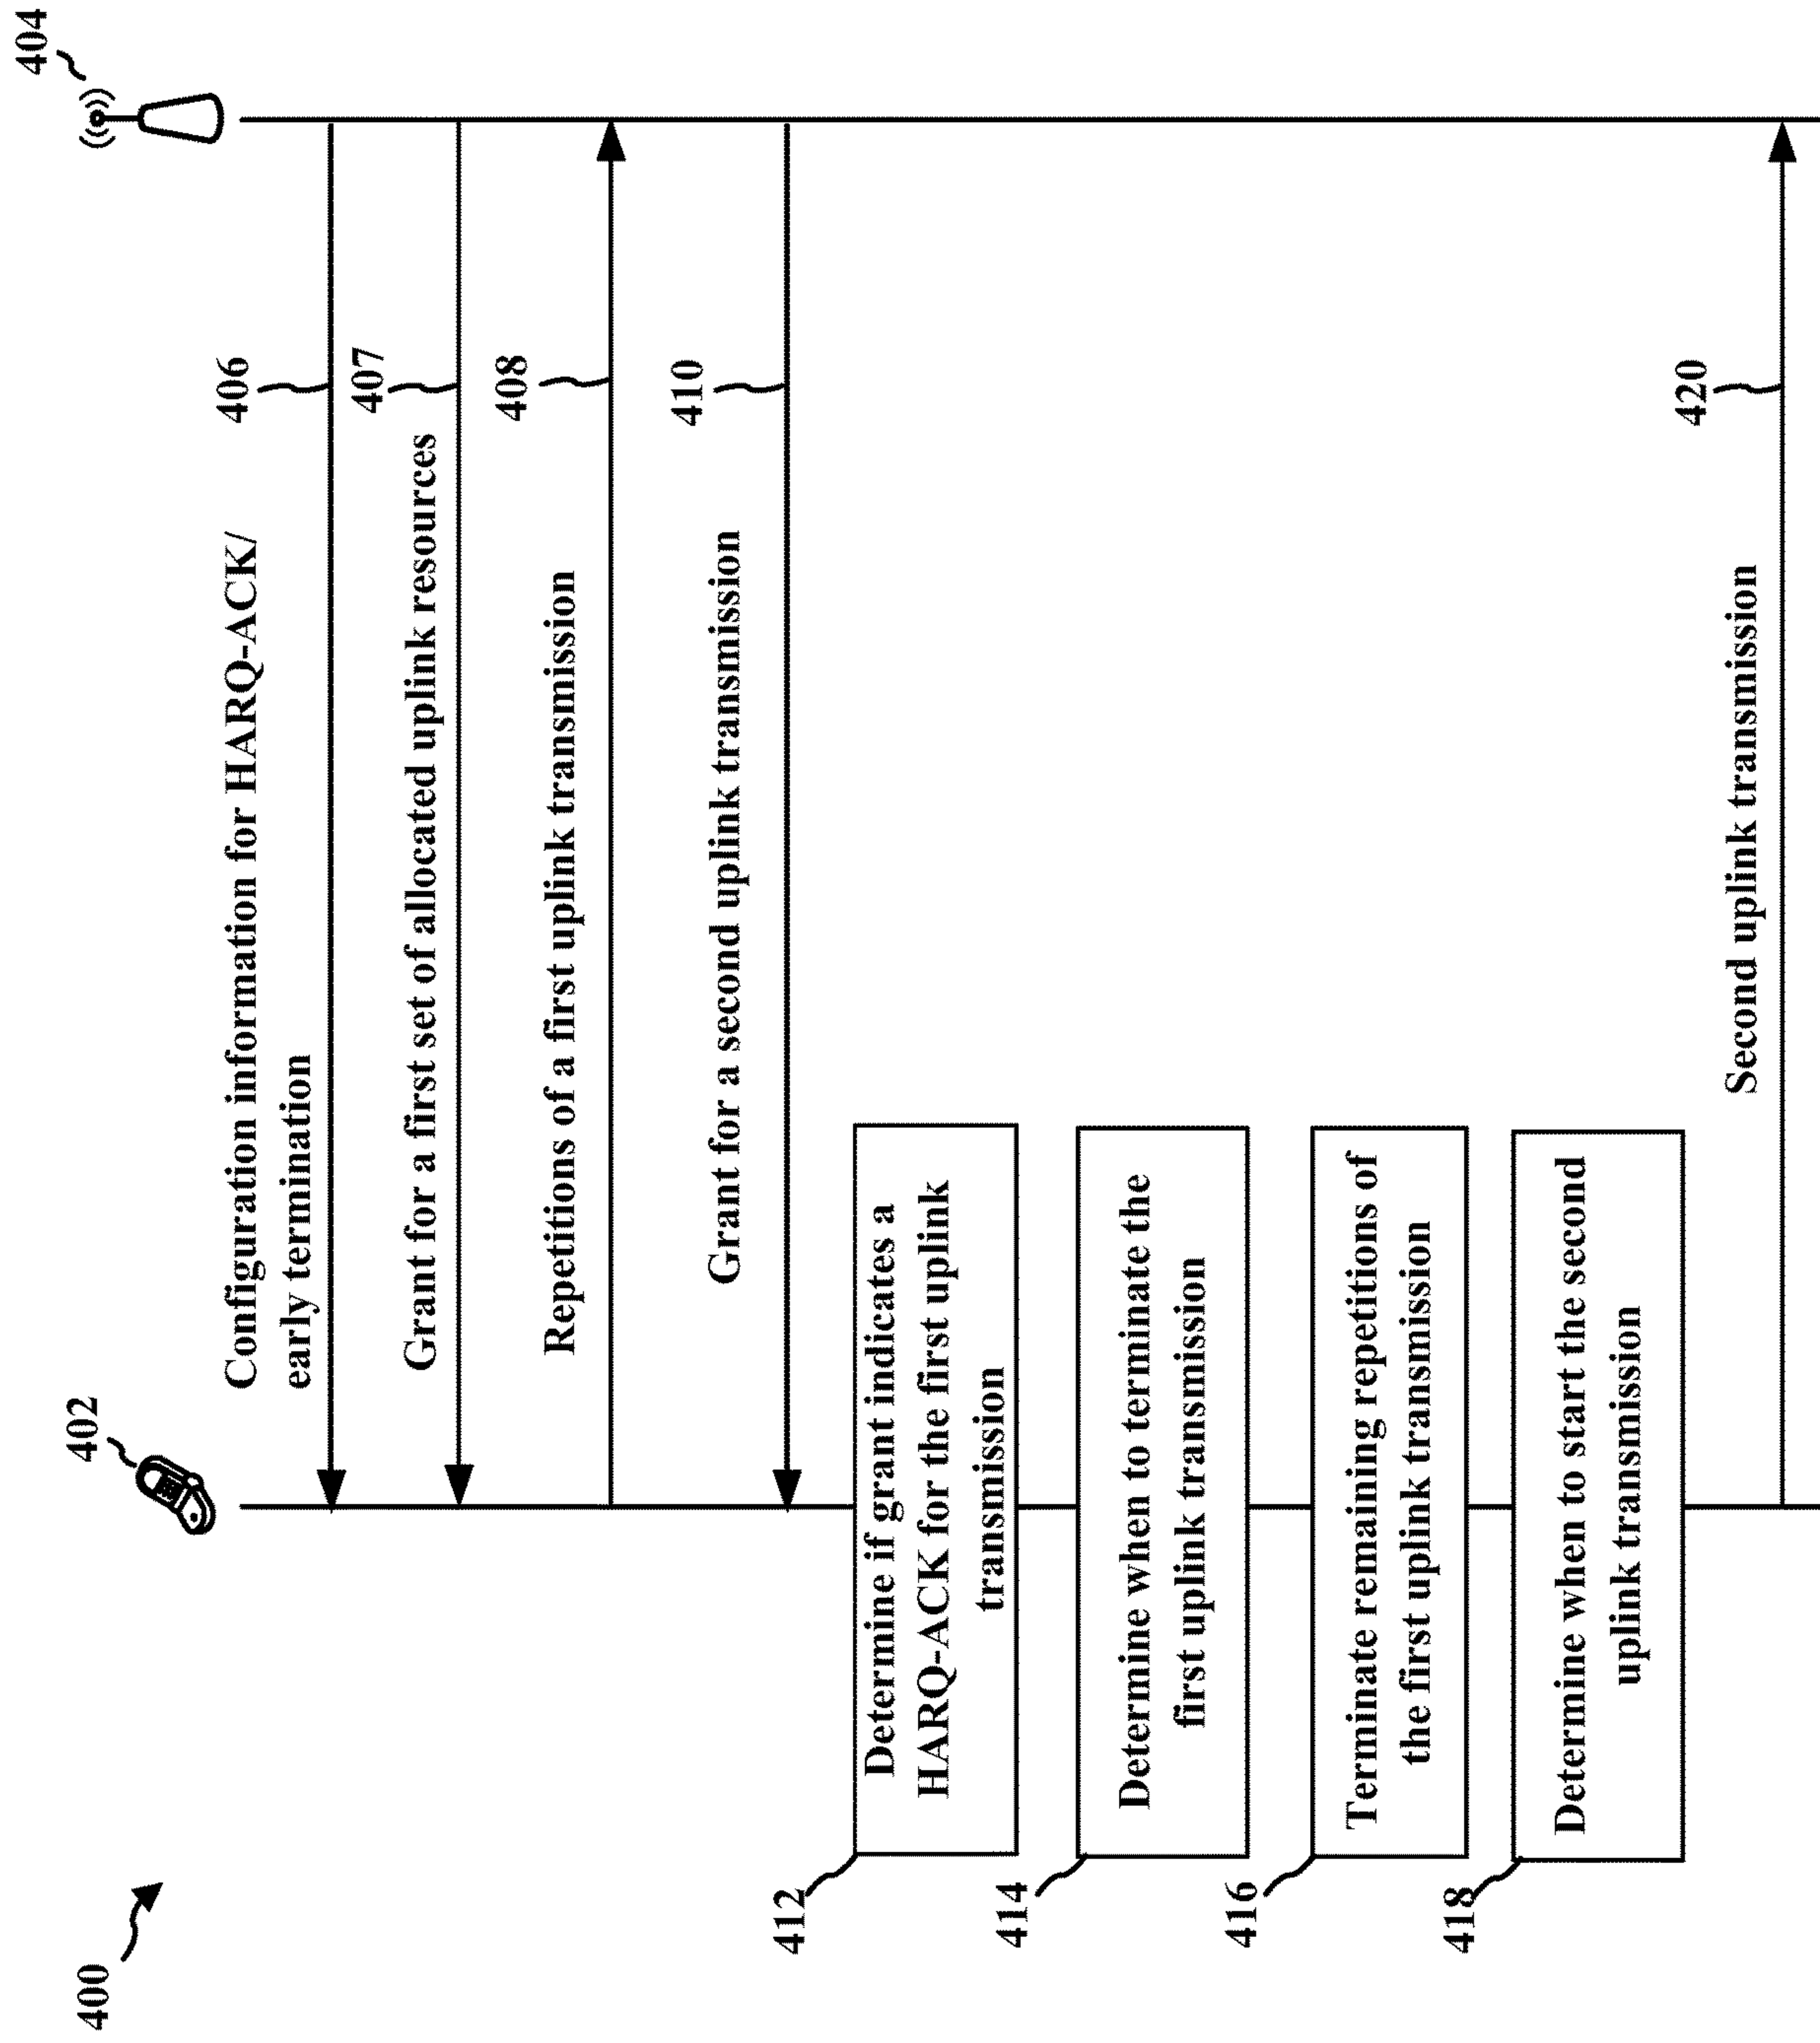 400
402
404
Configuration information for HARQ-ACK/
early termination
406
Grant for a first set of allocated uplink resources
407
Repetitions of a first uplink transmission
408
Grant for a second uplink transmission
410
412
Determine if grant indicates a
HARQ-ACK for the first uplink
transmission
414
Determine when to terminate the
first uplink transmission
416
Terminate remaining repetitions of
the first uplink transmission
418
Determine when to start the second
uplink transmission
Second uplink transmission
420